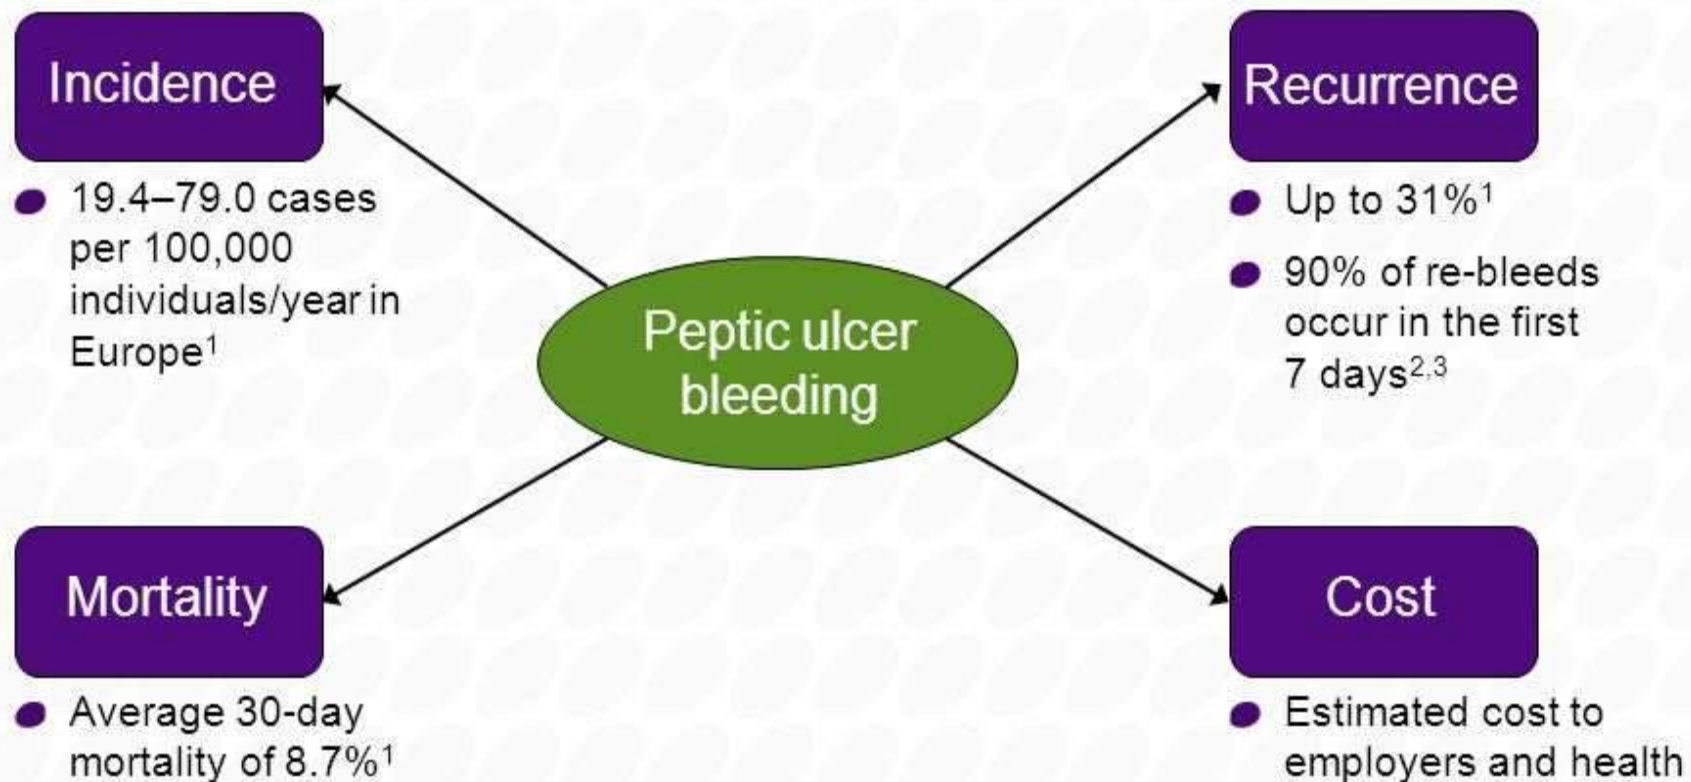 Incidence
19.4–79.0 cases
per 100,000
individuals/year in
Europe¹
Recurrence
Up to 31%¹
90% of re-bleeds
occur in the first
7 days²,³
Peptic ulcer
bleeding
Mortality
Average 30-day
mortality of 8.7%¹
Cost
Estimated cost to
employers and health